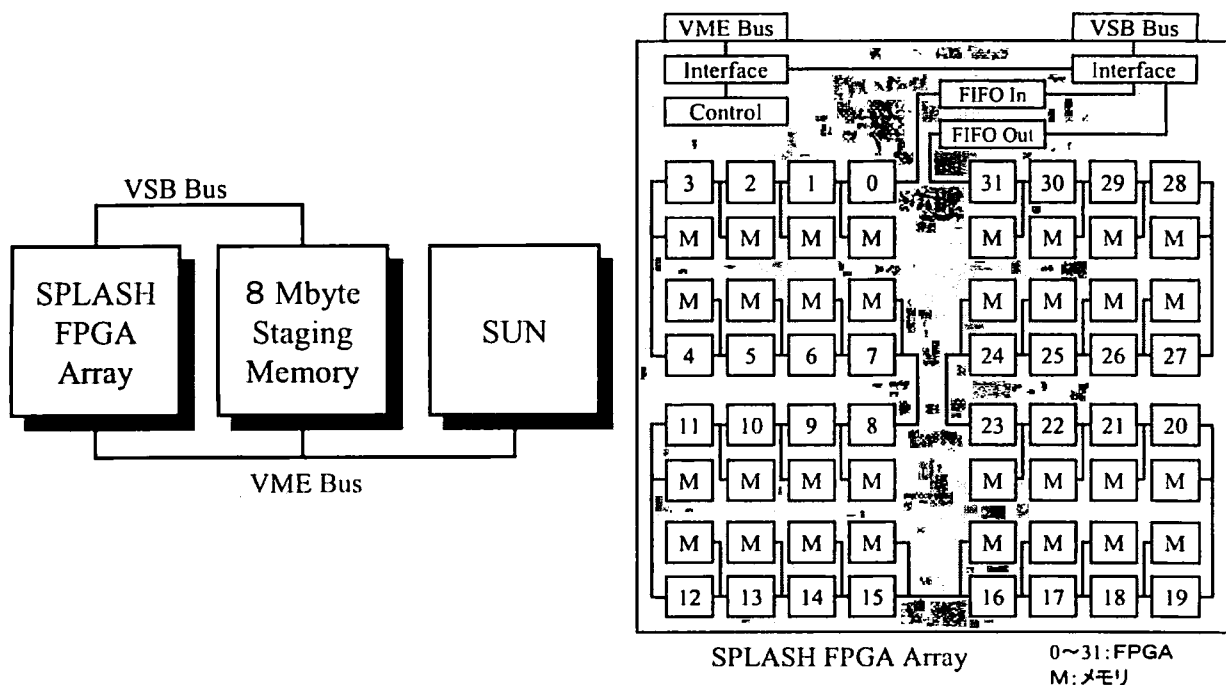 VSB Bus
SPLASH
FPGA
Array
8 Mbyte
Staging
Memory
SUN
VME Bus
VME Bus
VSB Bus
Interface
Interface
Control
FIFO In
FIFO Out
3 2 1 0 31 30 29 28
M M M M M M M M
M M M M M M M M
4 5 6 7 24 25 26 27
11 10 9 8 23 22 21 20
M M M M M M M M
M M M M M M M M
12 13 14 15 16 17 18 19
SPLASH FPGA Array
0～31:FPGA
M:メモリ